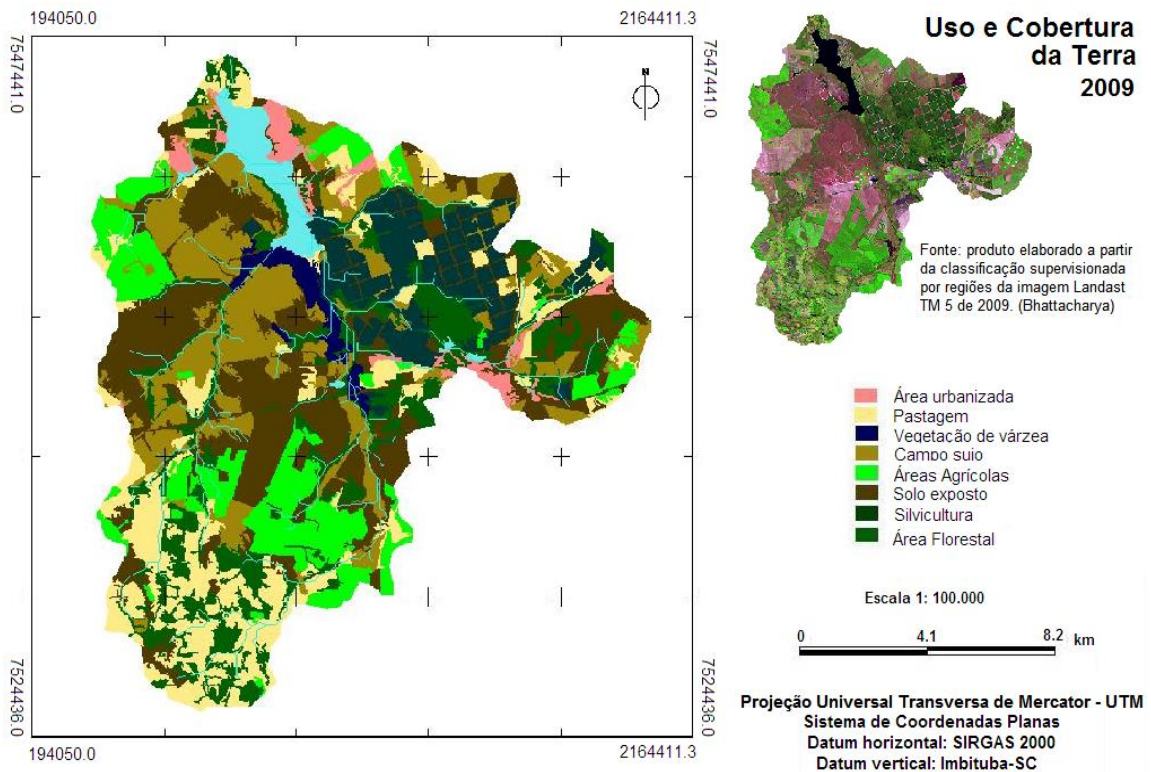 194050.0
2164411.3
7547441.0
7547441.0
N
7524436.0
7524436.0
194050.0
2164411.3
Uso e Cobertura
da Terra
2009
Fonte: produto elaborado a partir
da classificação supervisionada
por regiões da imagem Landast
TM 5 de 2009. (Bhattacharya)
Área urbanizada
Pastagem
Vegetacão de várzea
Campo sujo
Áreas Agrícolas
Solo exposto
Silvicultura
Área Florestal
Escala 1: 100.000
0 4.1 8.2 km
Projeção Universal Transversa de Mercator - UTM
Sistema de Coordenadas Planas
Datum horizontal: SIRGAS 2000
Datum vertical: Imbituba-SC